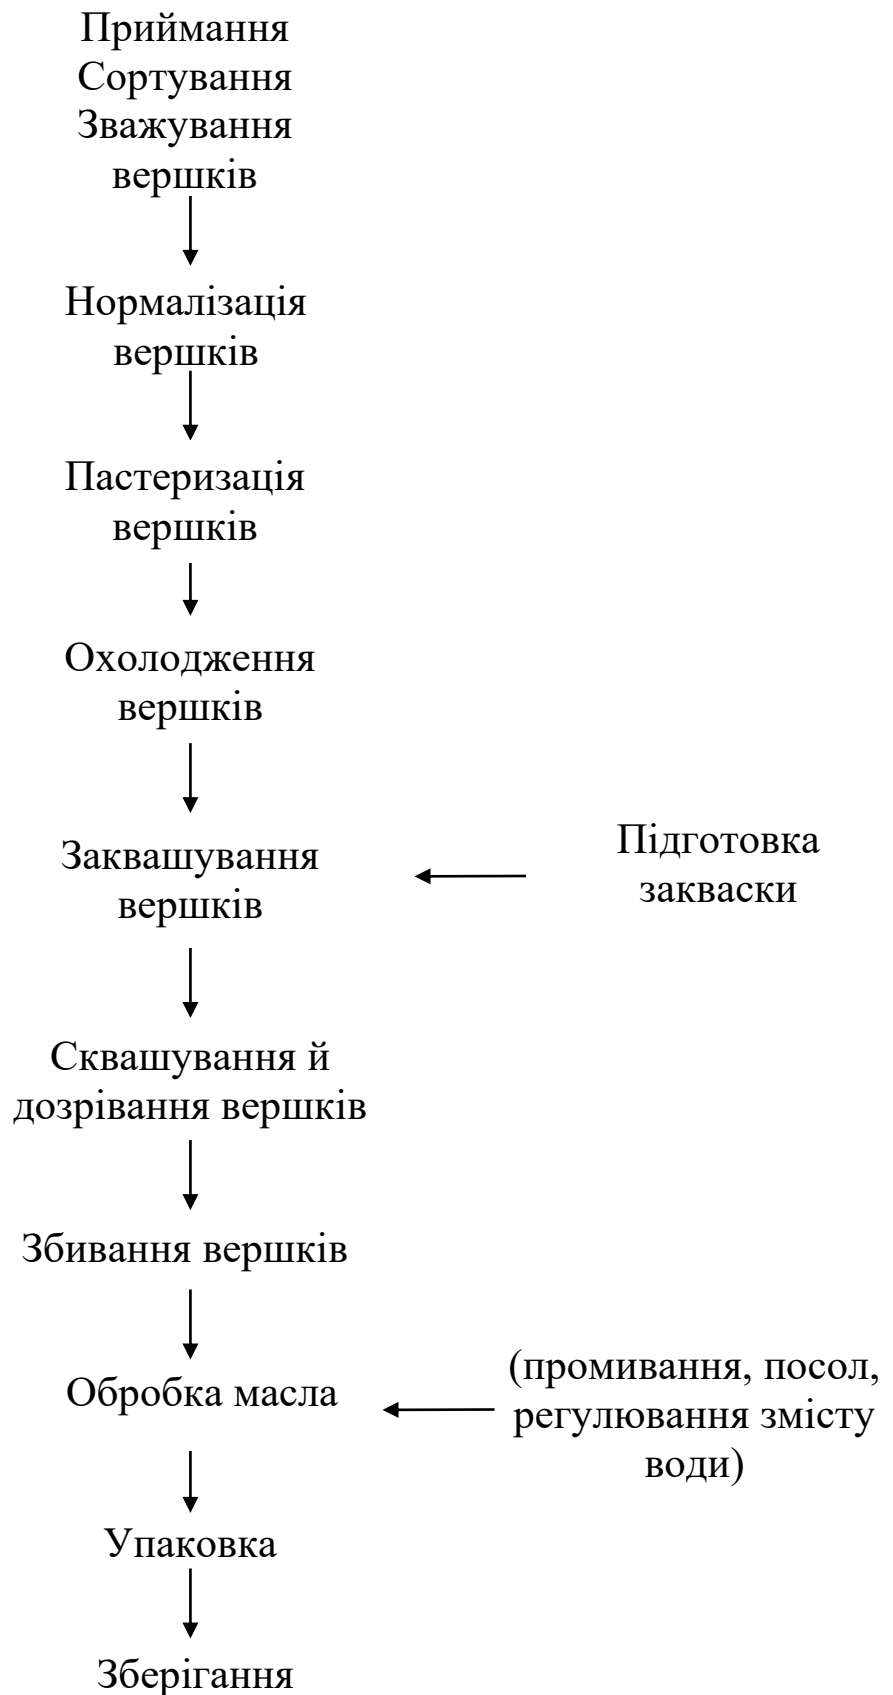 Приймання
Сортування
Зважування
вершків
Нормалізація
вершків
Пастеризація
вершків
Охолодження
вершків
Заквашування
вершків
Підготовка
закваски
Сквашування й
дозрівання вершків
Збивання вершків
Обробка масла
(промивання, посол,
регулювання змісту
води)
Упаковка
Зберігання